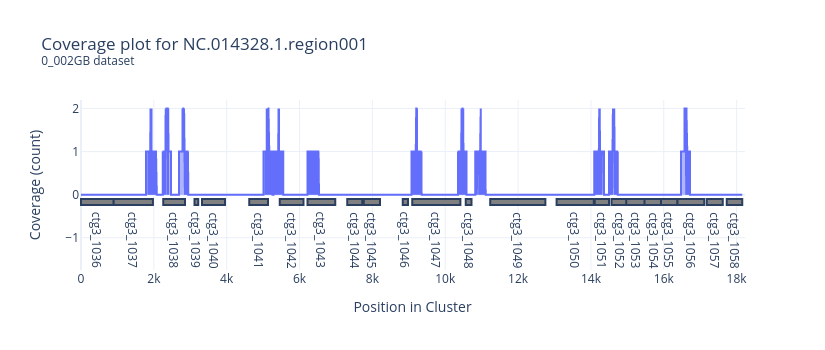 Coverage plot for NC.014328.1.region001
0_002GB dataset
Coverage (count)
2
1
0
−1
ctg3_1036
ctg3_1037
ctg3_1038
ctg3_1039
ctg3_1040
ctg3_1041
ctg3_1042
ctg3_1043
ctg3_1044
ctg3_1045
ctg3_1046
ctg3_1047
ctg3_1048
ctg3_1049
ctg3_1050
ctg3_1051
ctg3_1052
ctg3_1053
ctg3_1054
ctg3_1055
ctg3_1056
ctg3_1057
ctg3_1058
0 2k 4k 6k 8k 10k 12k 14k 16k 18k
Position in Cluster